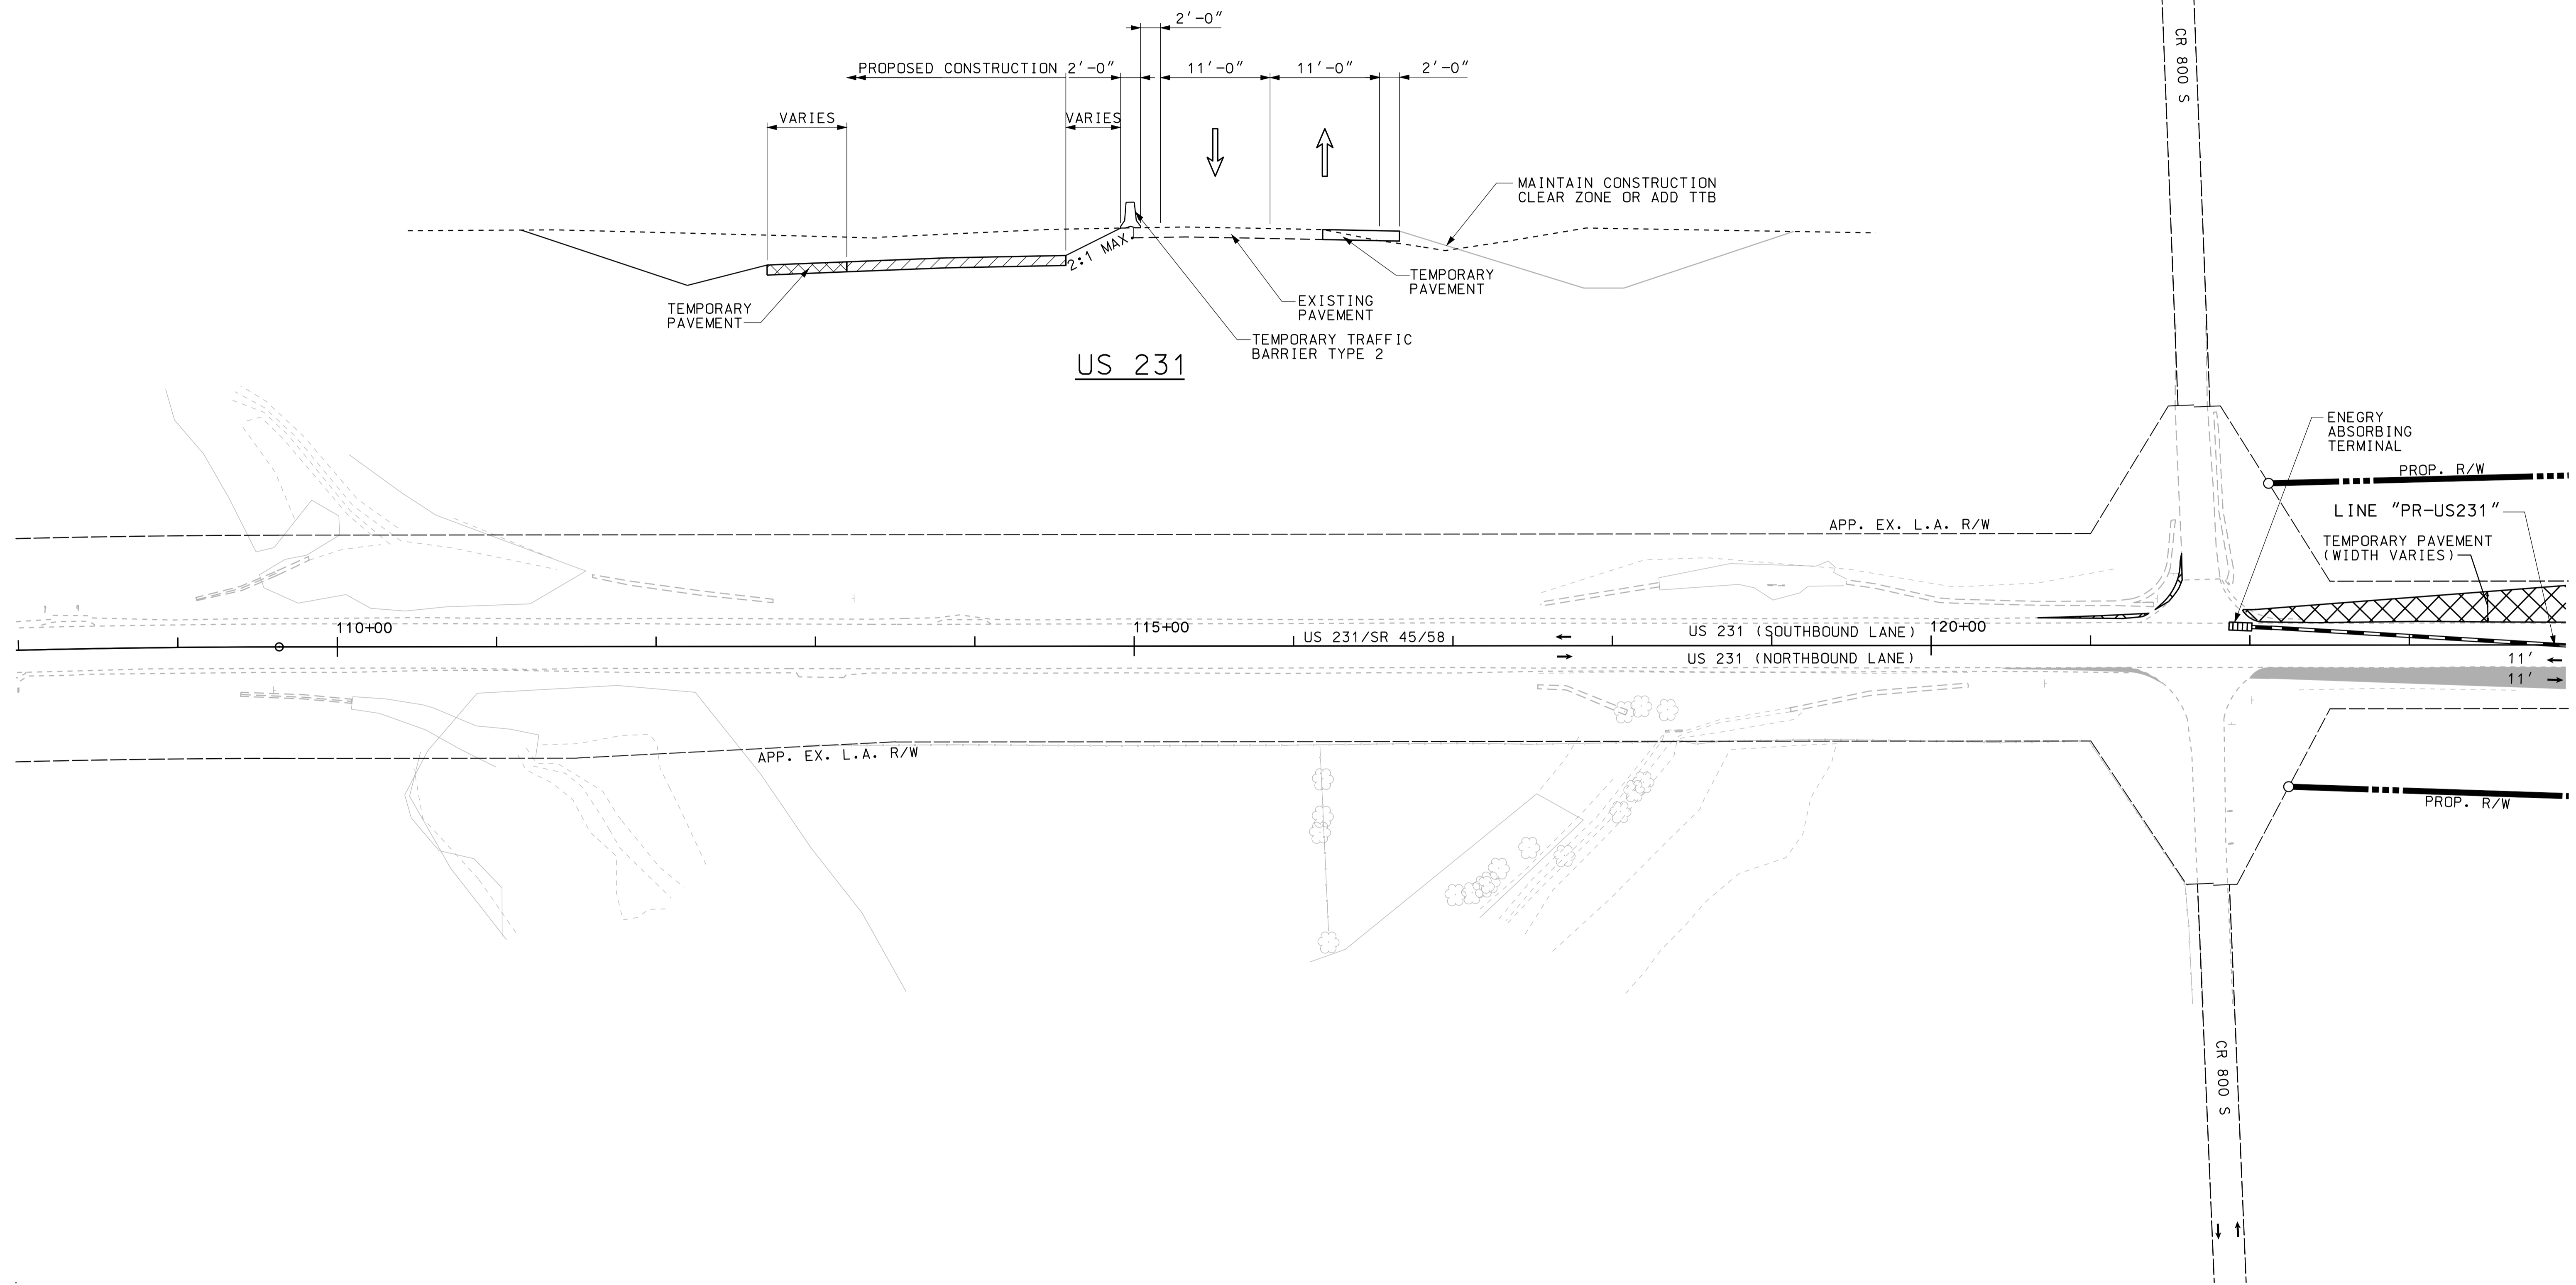 2'-0"
PROPOSED CONSTRUCTION 2'-0" 11'-0" 11'-0" 2'-0"
VARIES
VARIES
CR 800 S
MAINTAIN CONSTRUCTION
CLEAR ZONE OR ADD TTB
2:1 MAX.
TEMPORARY
PAVEMENT
EXISTING
PAVEMENT
TEMPORARY
PAVEMENT
TEMPORARY TRAFFIC
BARRIER TYPE 2
US 231
ENEGRY
ABSORBING
TERMINAL
PROP. R/W
LINE "PR-US231"
APP. EX. L.A. R/W
TEMPORARY PAVEMENT
(WIDTH VARIES)
110+00
115+00
120+00
US 231/SR 45/58
US 231 (SOUTHBOUND LANE)
US 231 (NORTHBOUND LANE)
11'
11'
APP. EX. L.A. R/W
PROP. R/W
CR 800 S